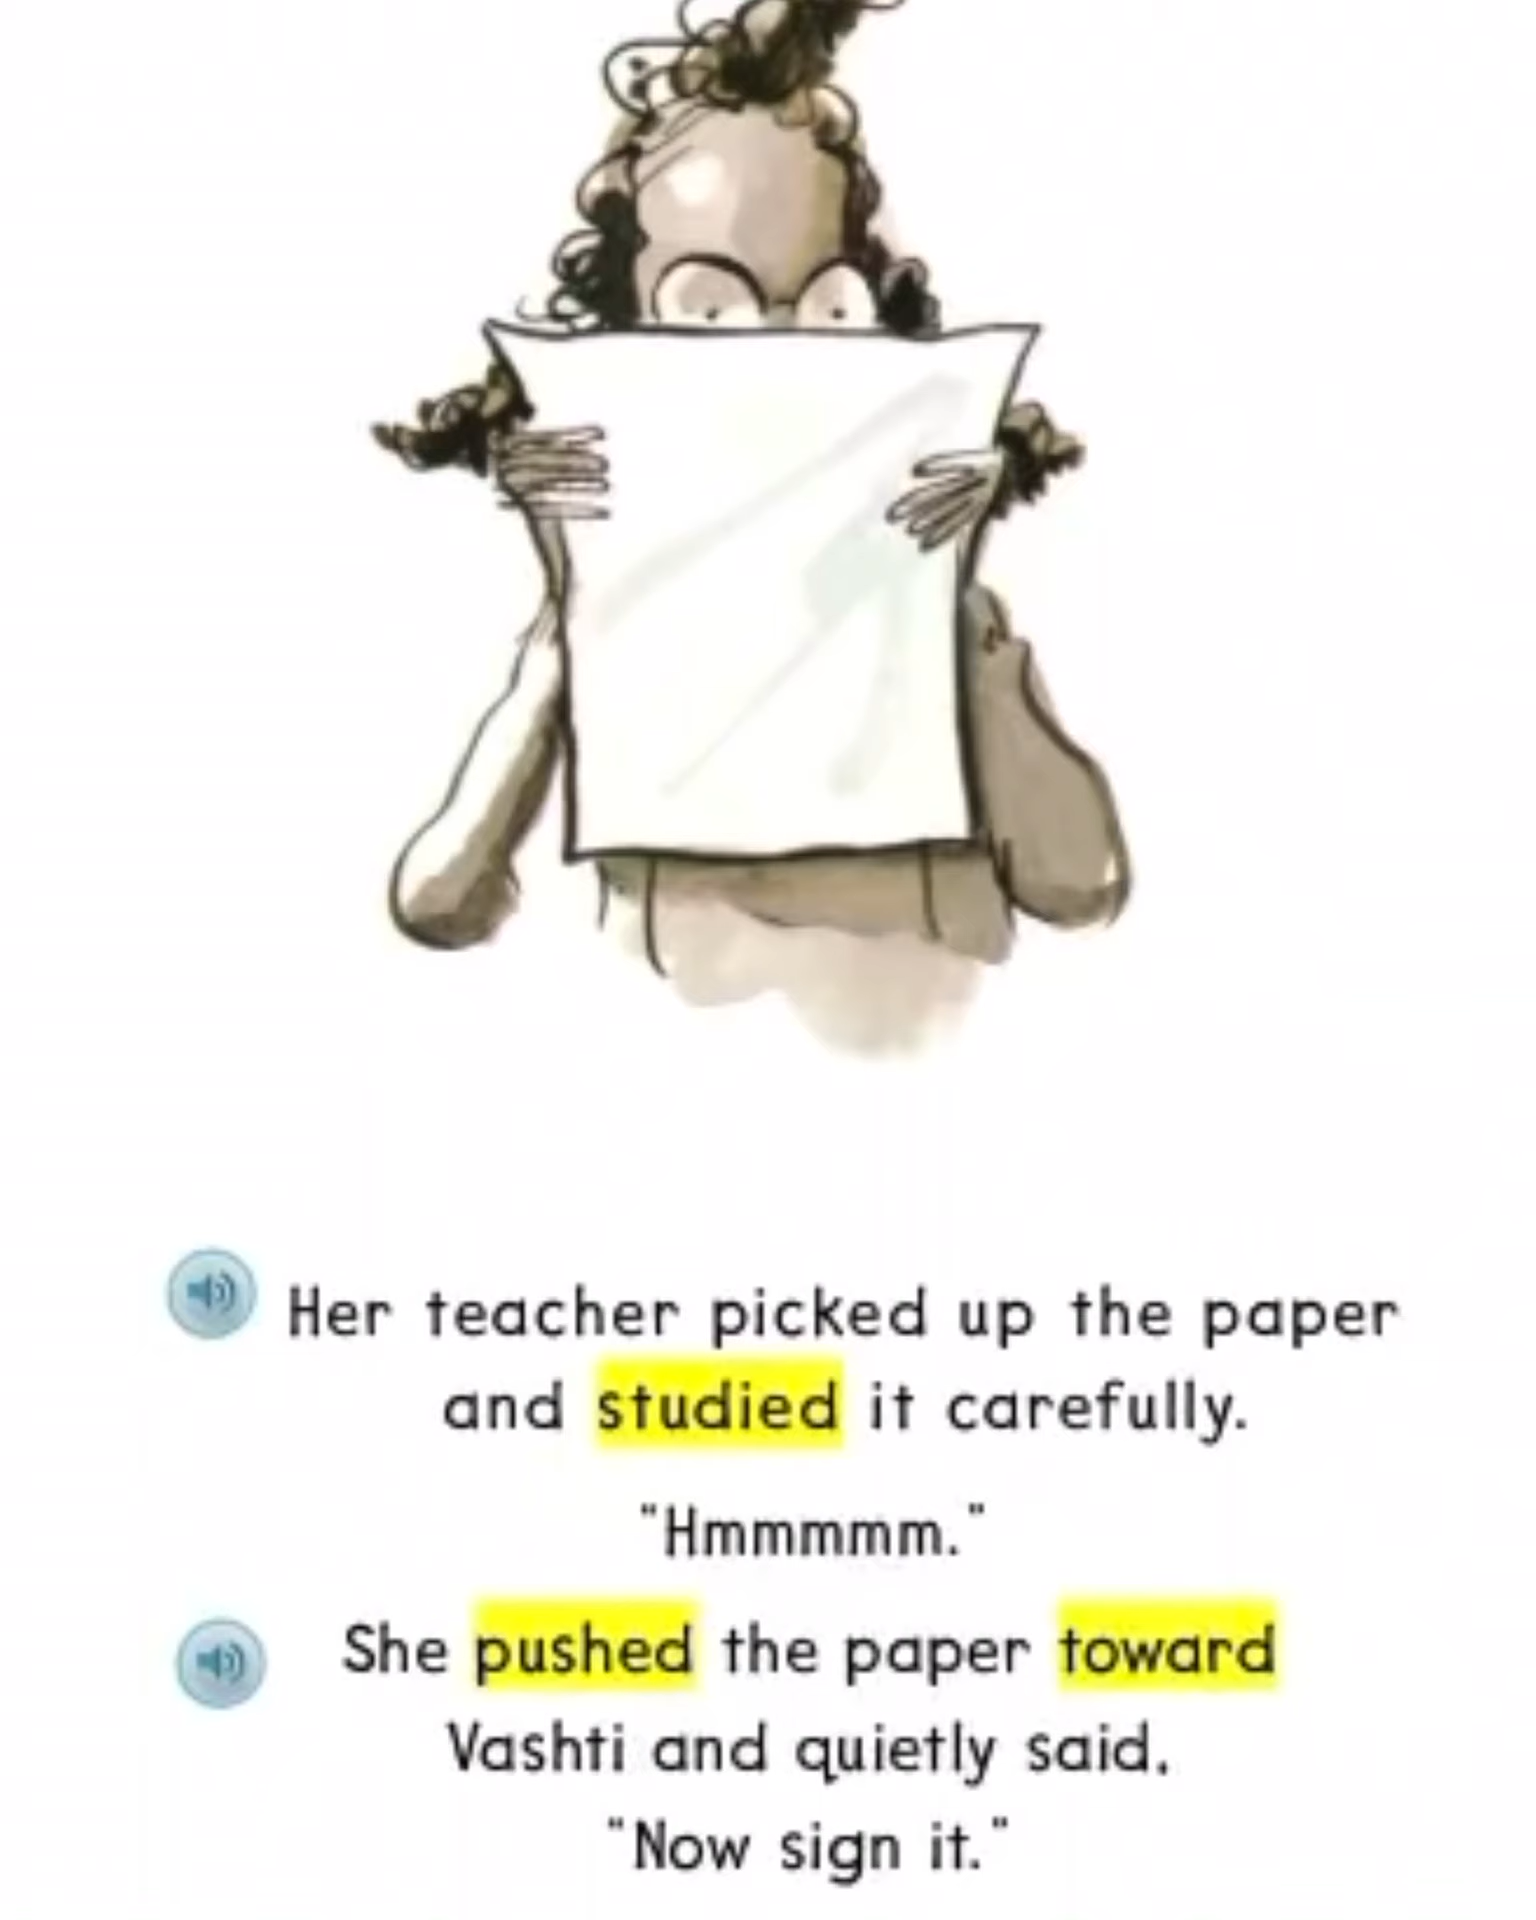 Her teacher picked up the paper
and studied it carefully.
"Hmmmmm."
She pushed the paper toward
Vashti and quietly said,
"Now sign it."